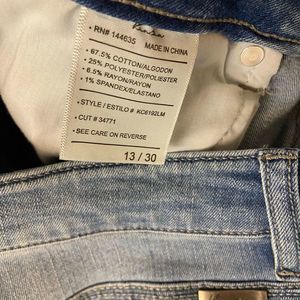 • RN# 144635 MADE IN CHINA
• 67.5% COTTON/ALGODON
• 25% POLYESTER/POLIESTER
• 6.5% RAYON/RAYON
• 1% SPANDEX/ELASTANO
• STYLE / ESTILO # KC6192LM
• CUT # 34771
• SEE CARE ON REVERSE
13 / 30